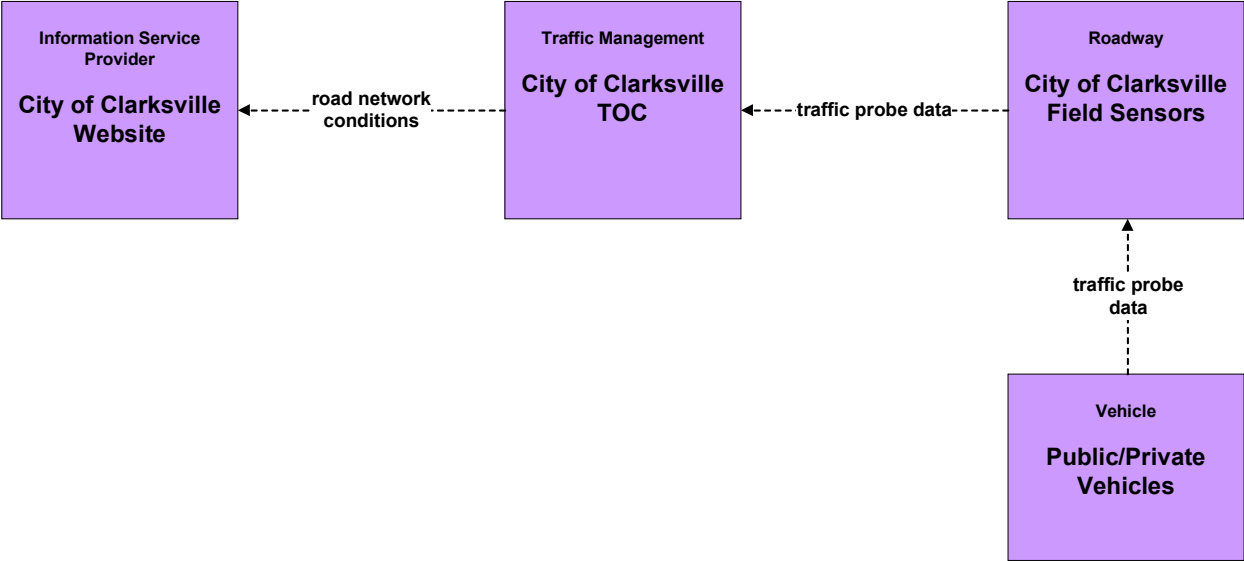 Information Service
Provider
City of Clarksville
Website
road network
conditions
Traffic Management
City of Clarksville
TOC
traffic probe data
Roadway
City of Clarksville
Field Sensors
traffic probe
data
Vehicle
Public/Private
Vehicles